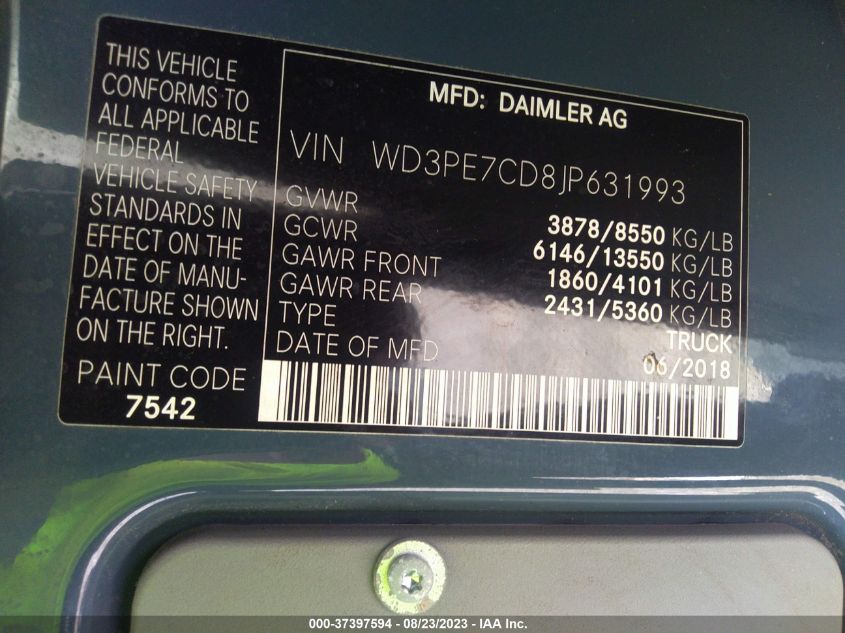 THIS VEHICLE
CONFORMS TO
ALL APPLICABLE
FEDERAL
VEHICLE SAFETY
STANDARDS IN
EFFECT ON THE
DATE OF MANU-
FACTURE SHOWN
ON THE RIGHT.
PAINT CODE
7542
MFD: DAIMLER AG
VIN WD3PE7CD8JP631993
GVWR 3878/8550 KG/LB
GCWR 6146/13550 KG/LB
GAWR FRONT 1860/4101 KG/LB
GAWR REAR 2431/5360 KG/LB
TYPE TRUCK
DATE OF MFD 06/2018
000-37397594 - 08/23/2023 - IAA Inc.